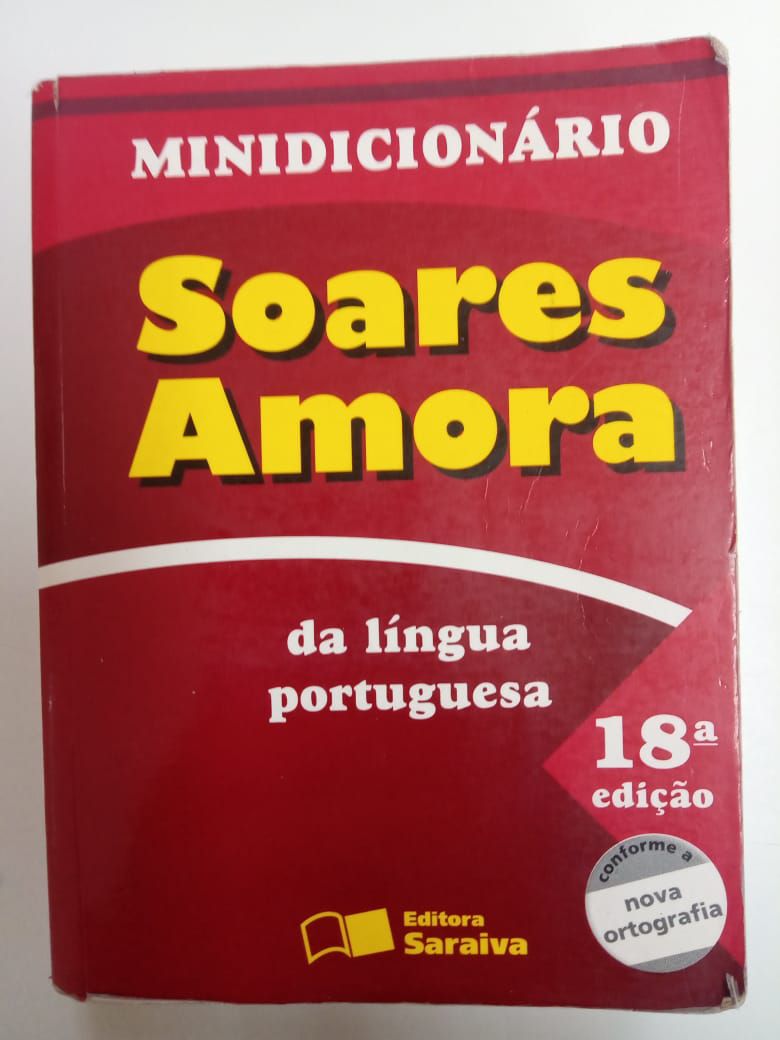 MINIDICIONÁRIO
Soares
Amora
da língua
portuguesa
18ª
edição
conforme a
nova
ortografia
Editora
Saraiva